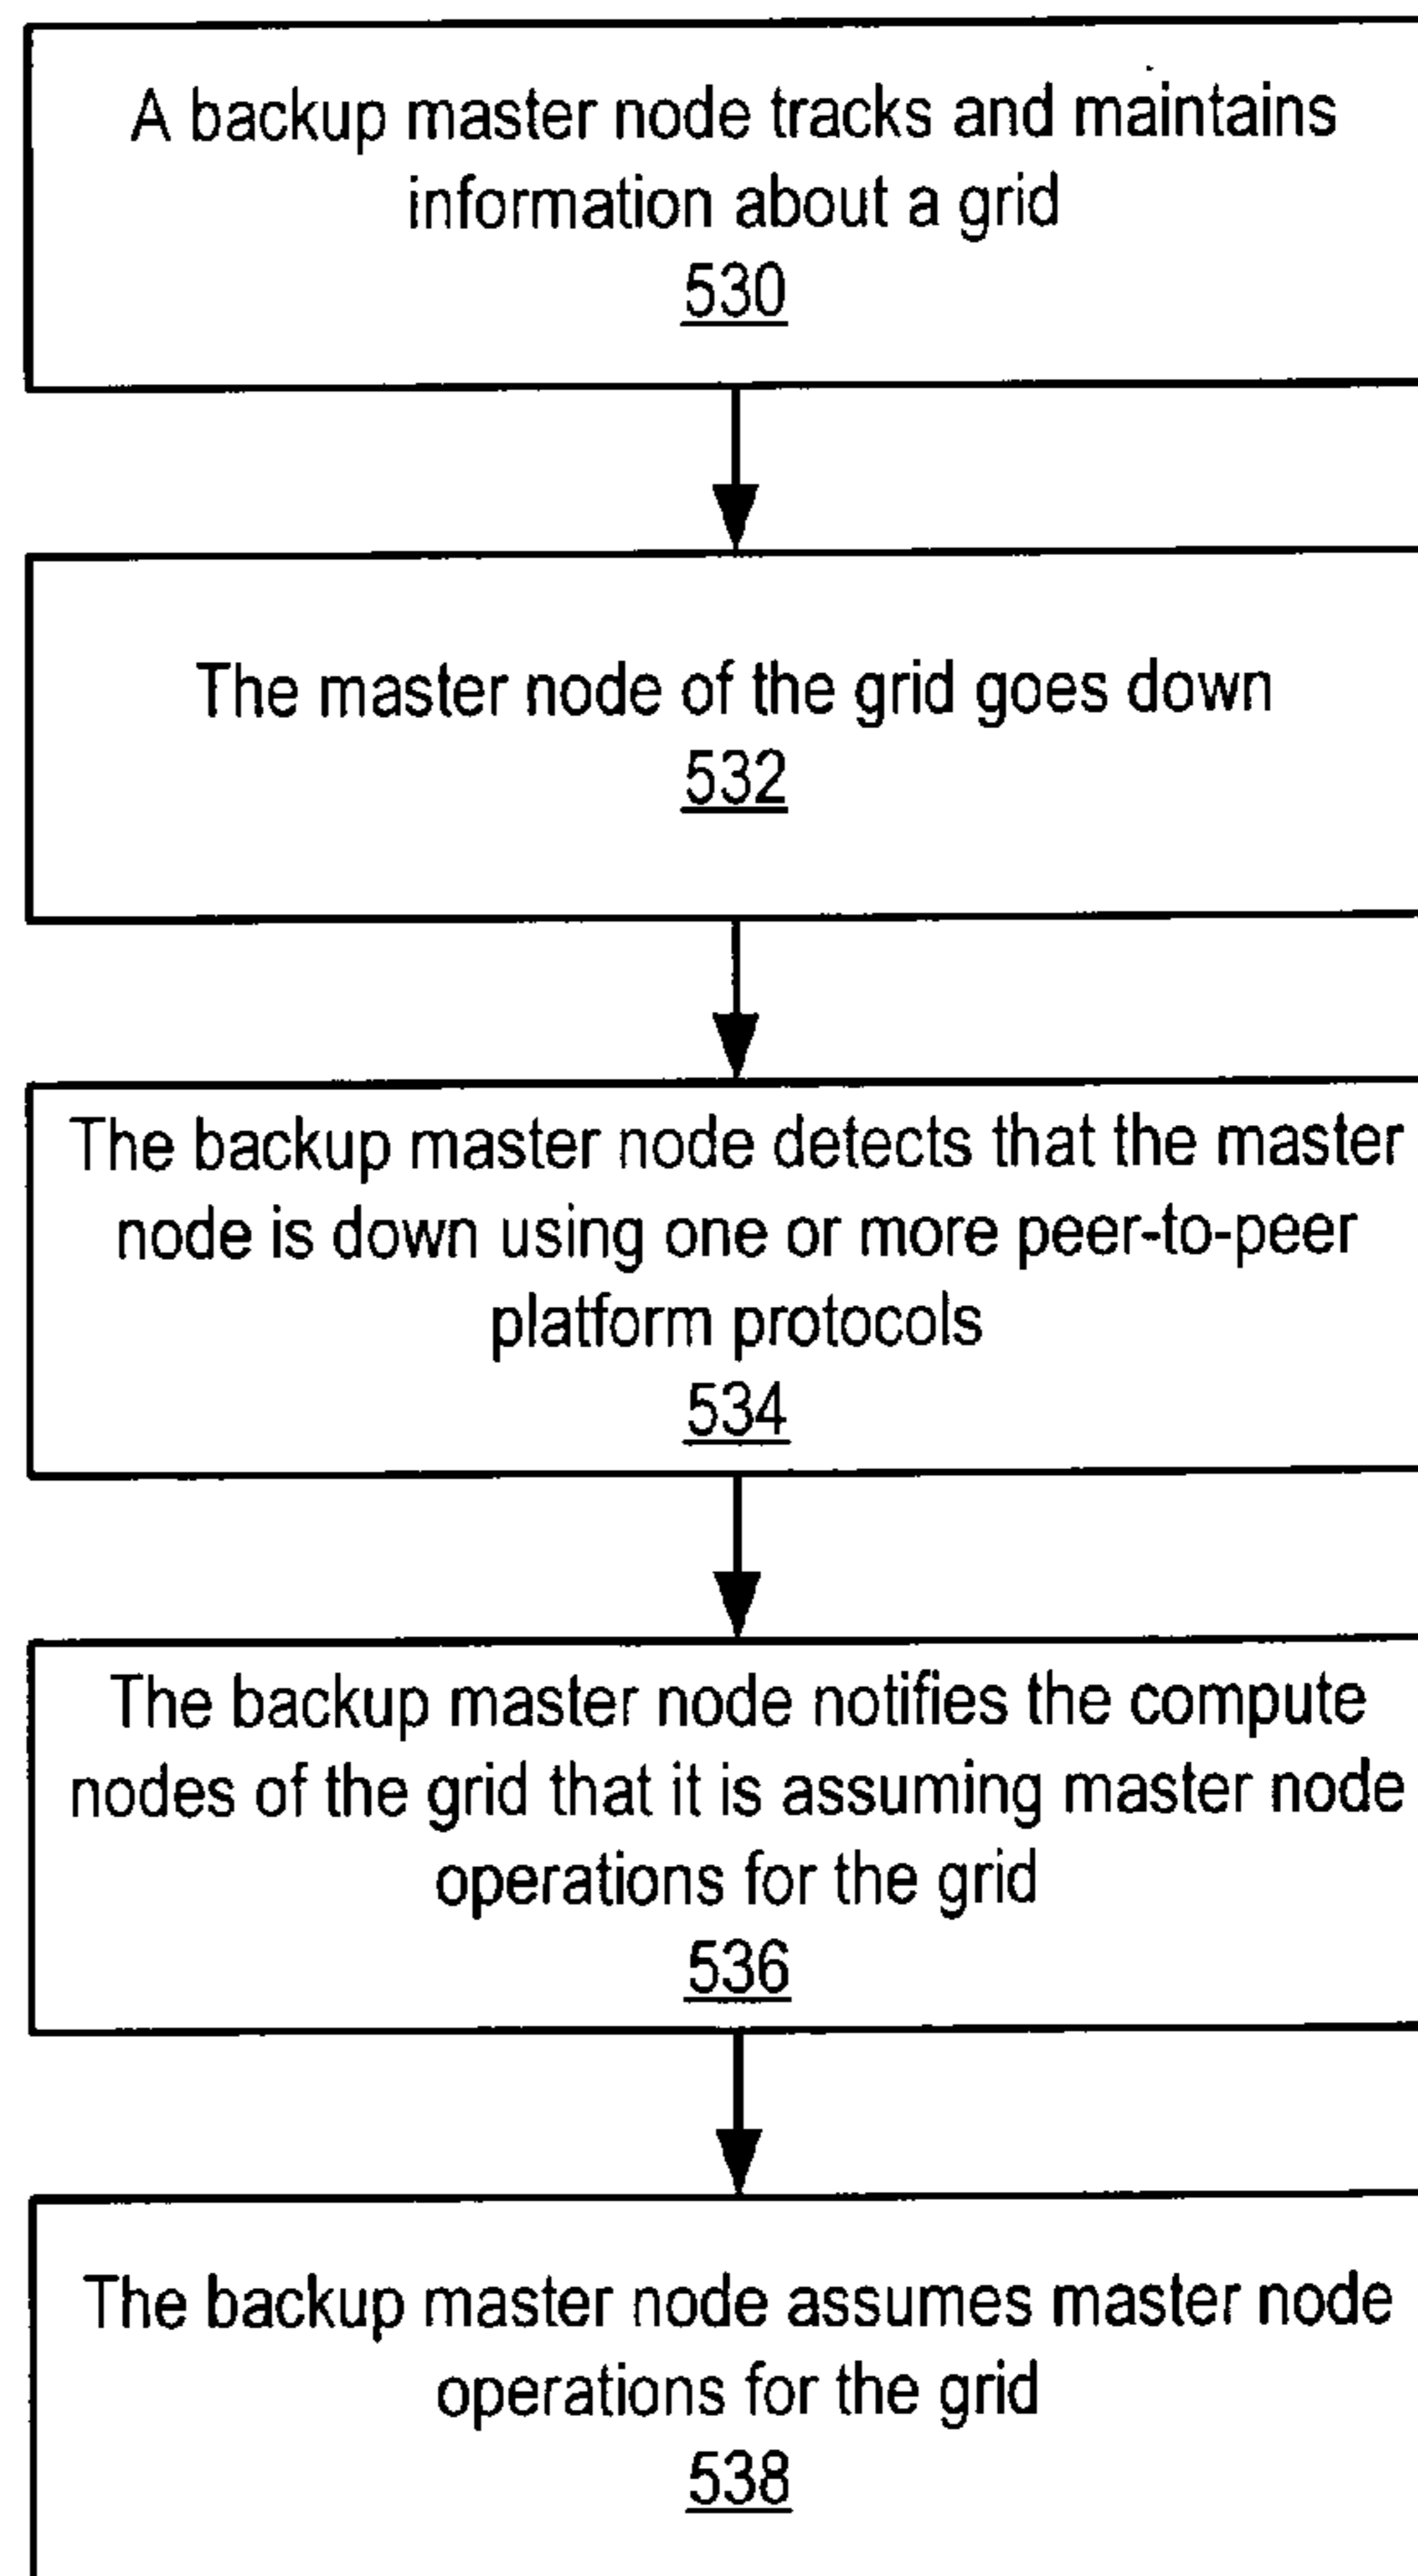 A backup master node tracks and maintains
information about a grid
530
The master node of the grid goes down
532
The backup master node detects that the master
node is down using one or more peer-to-peer
platform protocols
534
The backup master node notifies the compute
nodes of the grid that it is assuming master node
operations for the grid
536
The backup master node assumes master node
operations for the grid
538